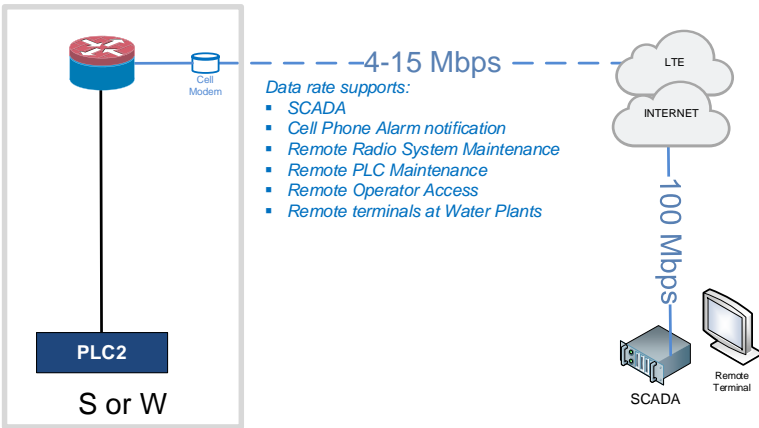 4-15 Mbps
LTE
INTERNET
Cell
Modem
Data rate supports:
▪ SCADA
▪ Cell Phone Alarm notification
▪ Remote Radio System Maintenance
▪ Remote PLC Maintenance
▪ Remote Operator Access
▪ Remote terminals at Water Plants
100 Mbps
PLC2
S or W
SCADA
Remote
Terminal